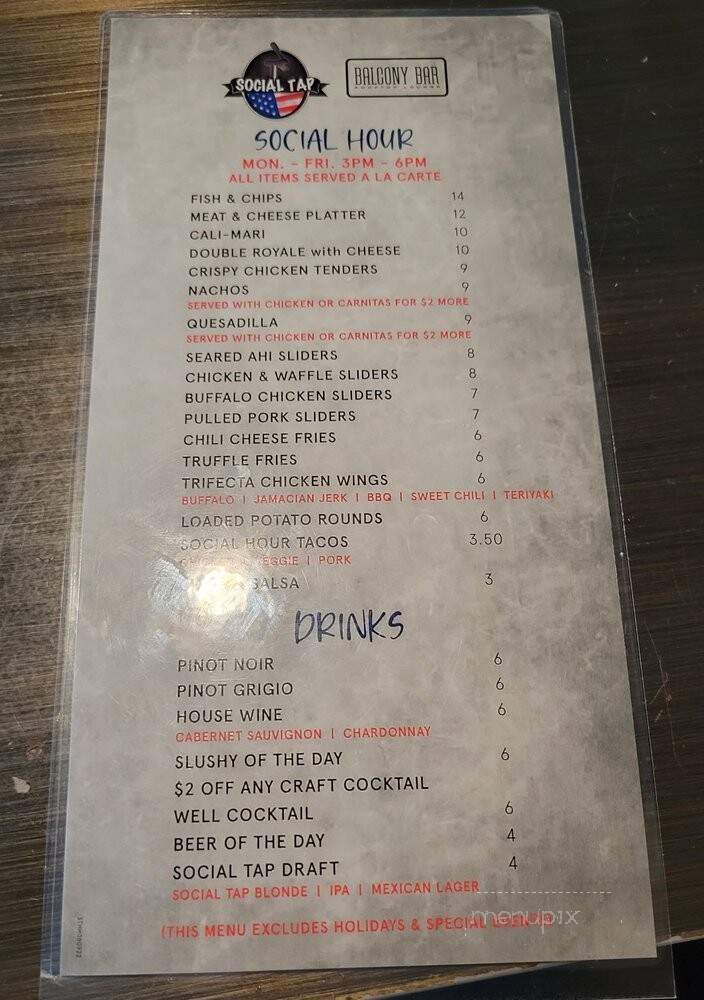 SOCIAL TAP
BALCONY BAR
ROOFTOP LOUNGE
SOCIAL HOUR
MON. - FRI. 3PM - 6PM
ALL ITEMS SERVED A LA CARTE
FISH & CHIPS 14
MEAT & CHEESE PLATTER 12
CALI-MARI 10
DOUBLE ROYALE with CHEESE 10
CRISPY CHICKEN TENDERS 9
NACHOS 9
SERVED WITH CHICKEN OR CARNITAS FOR $2 MORE
QUESADILLA 9
SERVED WITH CHICKEN OR CARNITAS FOR $2 MORE
SEARED AHI SLIDERS 8
CHICKEN & WAFFLE SLIDERS 8
BUFFALO CHICKEN SLIDERS 7
PULLED PORK SLIDERS 7
CHILI CHEESE FRIES 6
TRUFFLE FRIES 6
TRIFECTA CHICKEN WINGS 6
BUFFALO | JAMACIAN JERK | BBQ | SWEET CHILI | TERIYAKI
LOADED POTATO ROUNDS 6
SOCIAL HOUR TACOS 3.50
VEGGIE | PORK
SALSA 3
DRINKS
PINOT NOIR 6
PINOT GRIGIO 6
HOUSE WINE 6
CABERNET SAUVIGNON | CHARDONNAY
SLUSHY OF THE DAY 6
$2 OFF ANY CRAFT COCKTAIL
WELL COCKTAIL 6
BEER OF THE DAY 4
SOCIAL TAP DRAFT 4
SOCIAL TAP BLONDE | IPA | MEXICAN LAGER
(THIS MENU EXCLUDES HOLIDAYS & SPECIAL
menupix